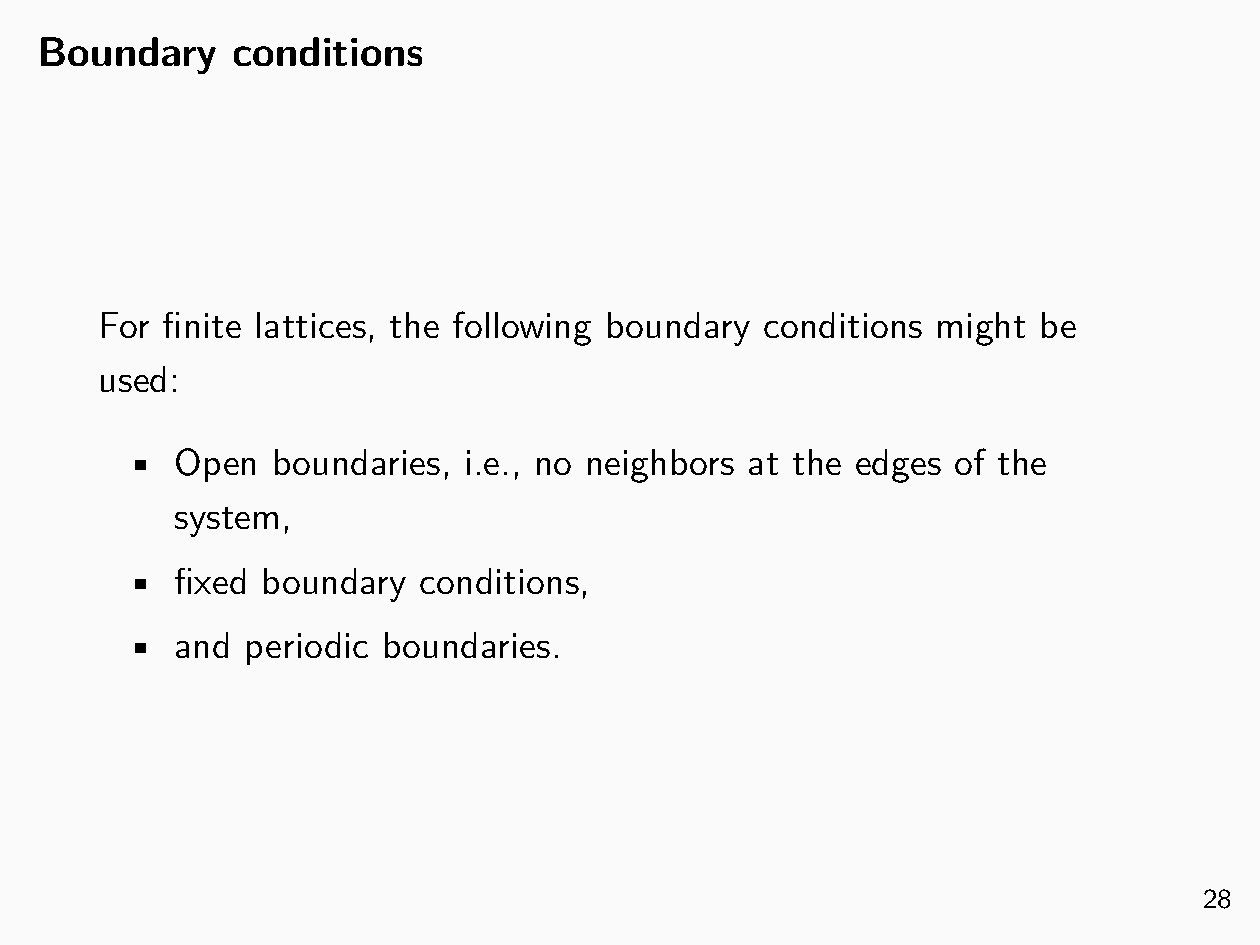 Boundary conditions
For finite lattices, the following boundary conditions might be
used:
▪ Open boundaries, i.e., no neighbors at the edges of the
system,
▪ fixed boundary conditions,
▪ and periodic boundaries.
28